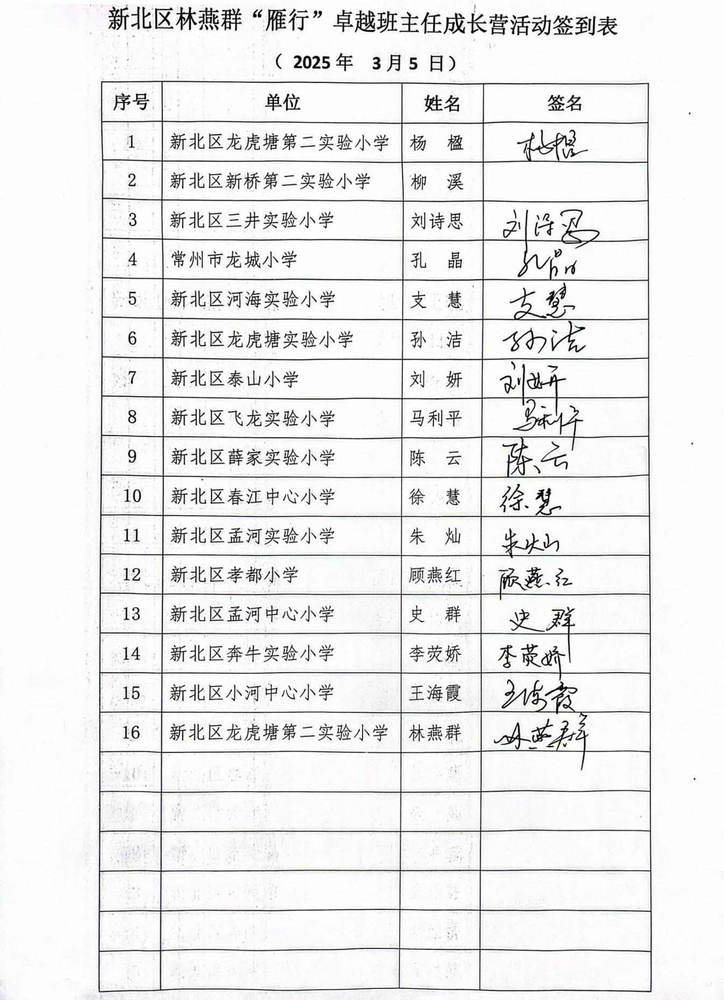 新北区林燕群“雁行”卓越班主任成长营活动签到表
（ 2025 年 3 月 5 日）
序号 单位 姓名 签名
1 新北区龙虎塘第二实验小学 杨 楹 杨楹
2 新北区新桥第二实验小学 柳 溪
3 新北区三井实验小学 刘诗思 刘诗思
4 常州市龙城小学 孔 晶 孔晶
5 新北区河海实验小学 支 慧 支慧
6 新北区龙虎塘实验小学 孙 洁 孙洁
7 新北区泰山小学 刘 妍 刘妍
8 新北区飞龙实验小学 马利平 马利平
9 新北区薛家实验小学 陈 云 陈云
10 新北区春江中心小学 徐 慧 徐慧
11 新北区孟河实验小学 朱 灿 朱灿
12 新北区孝都小学 顾燕红 顾燕红
13 新北区孟河中心小学 史 群 史群
14 新北区奔牛实验小学 李荧娇 李荧娇
15 新北区小河中心小学 王海霞 王海霞
16 新北区龙虎塘第二实验小学 林燕群 林燕群